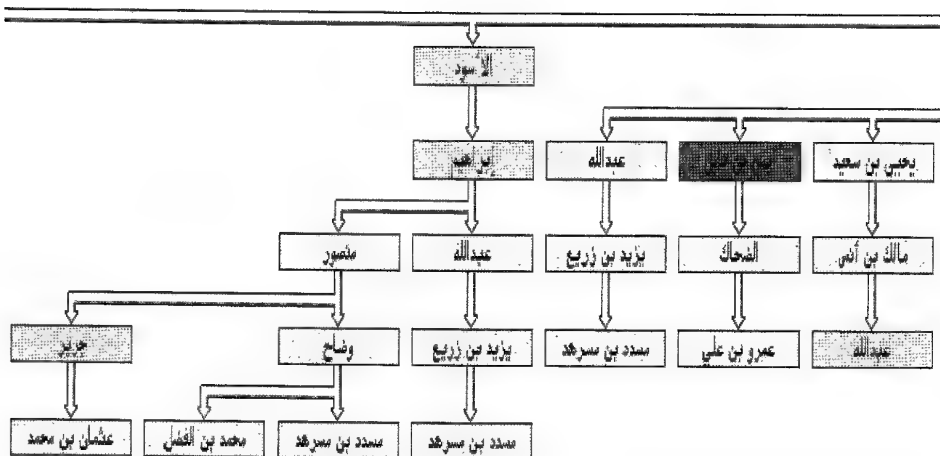 الأسود
يحيى بن سعيد
عبدالله
إبراهيم
مالك بن أنس
الضحاك
يزيد بن زريع
عبدالله
منصور
عبدالله
عمرو بن علي
مسدد بن مسرهد
يزيد بن زريع
وضاح
جرير
مسدد بن مسرهد
مسدد بن مسرهد
محمد بن الفضل
عثمان بن محمد